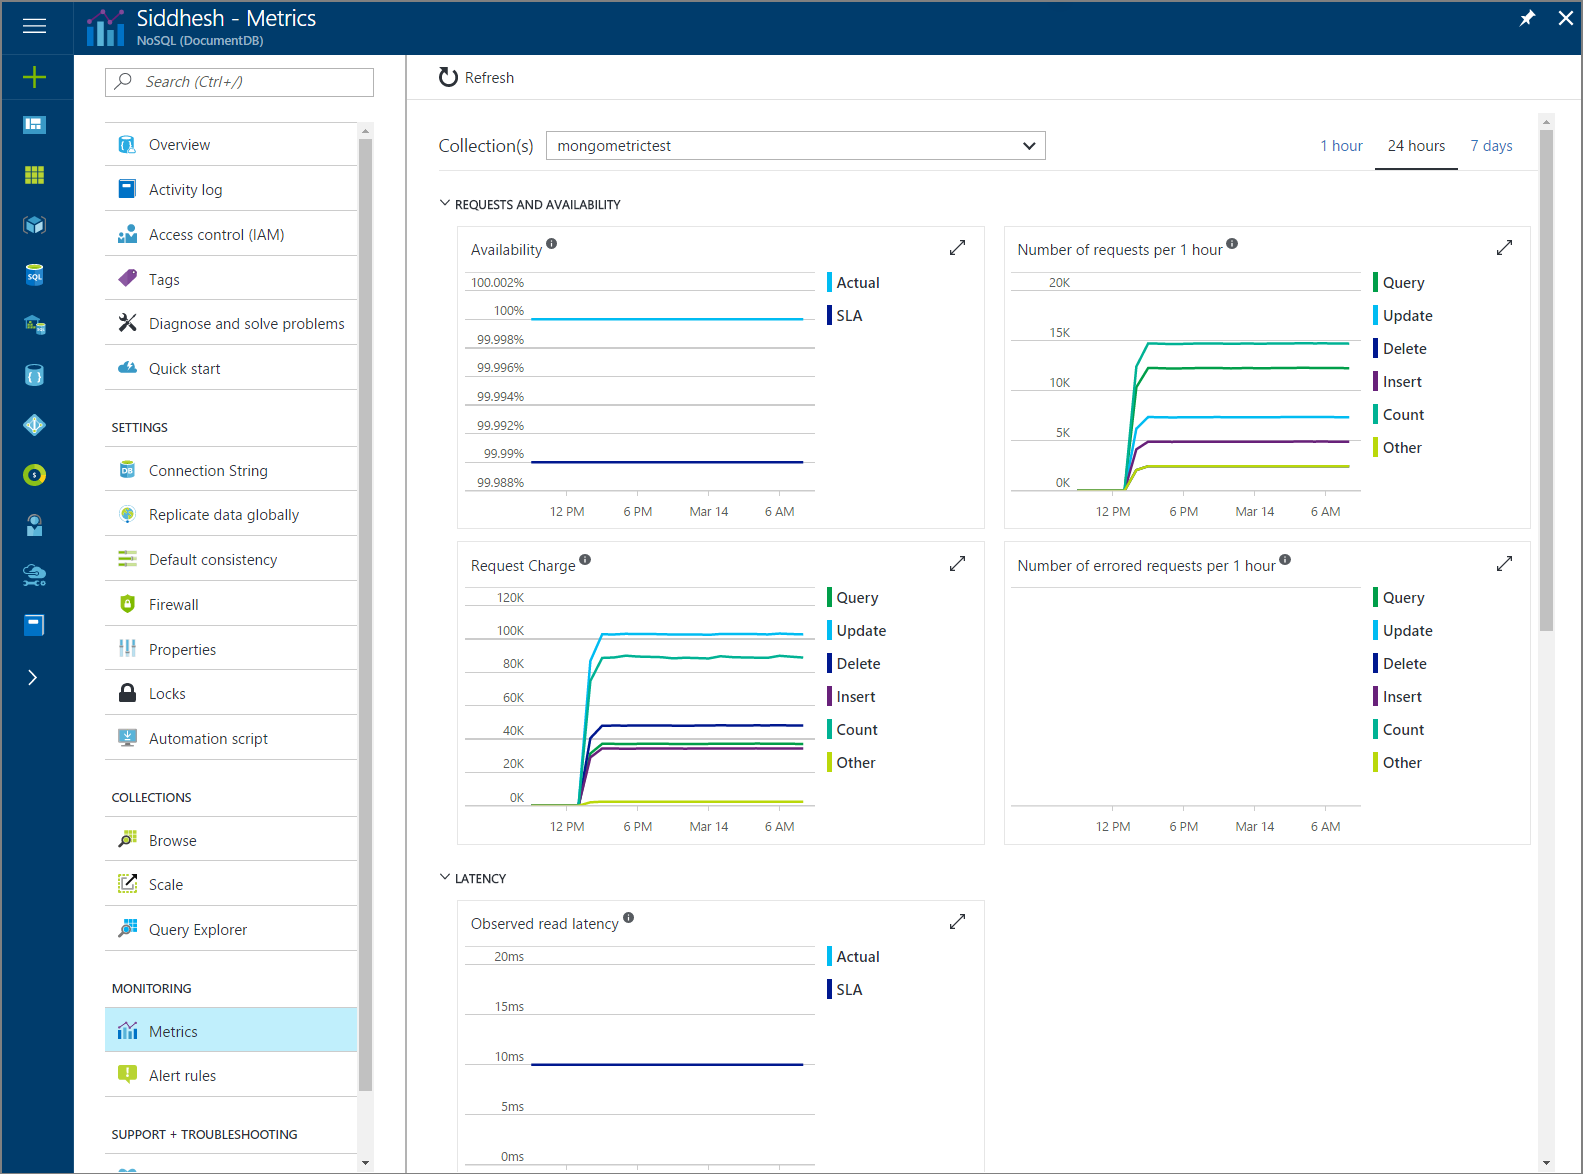 Siddhesh - Metrics
NoSQL (DocumentDB)
Search (Ctrl+/)
Overview
Activity log
Access control (IAM)
Tags
Diagnose and solve problems
Quick start
SETTINGS
Connection String
Replicate data globally
Default consistency
Firewall
Properties
Locks
Automation script
COLLECTIONS
Browse
Scale
Query Explorer
MONITORING
Metrics
Alert rules
SUPPORT + TROUBLESHOOTING
Refresh
Collection(s) mongometrictest
1 hour 24 hours 7 days
REQUESTS AND AVAILABILITY
Availability
100.002%
100%
99.998%
99.996%
99.994%
99.992%
99.99%
99.988%
12 PM 6 PM Mar 14 6 AM
Actual
SLA
Number of requests per 1 hour
20K
15K
10K
5K
0K
12 PM 6 PM Mar 14 6 AM
Query
Update
Delete
Insert
Count
Other
Request Charge
120K
100K
80K
60K
40K
20K
0K
12 PM 6 PM Mar 14 6 AM
Query
Update
Delete
Insert
Count
Other
Number of errored requests per 1 hour
12 PM 6 PM Mar 14 6 AM
Query
Update
Delete
Insert
Count
Other
LATENCY
Observed read latency
20ms
15ms
10ms
5ms
0ms
Actual
SLA
SQL
DB